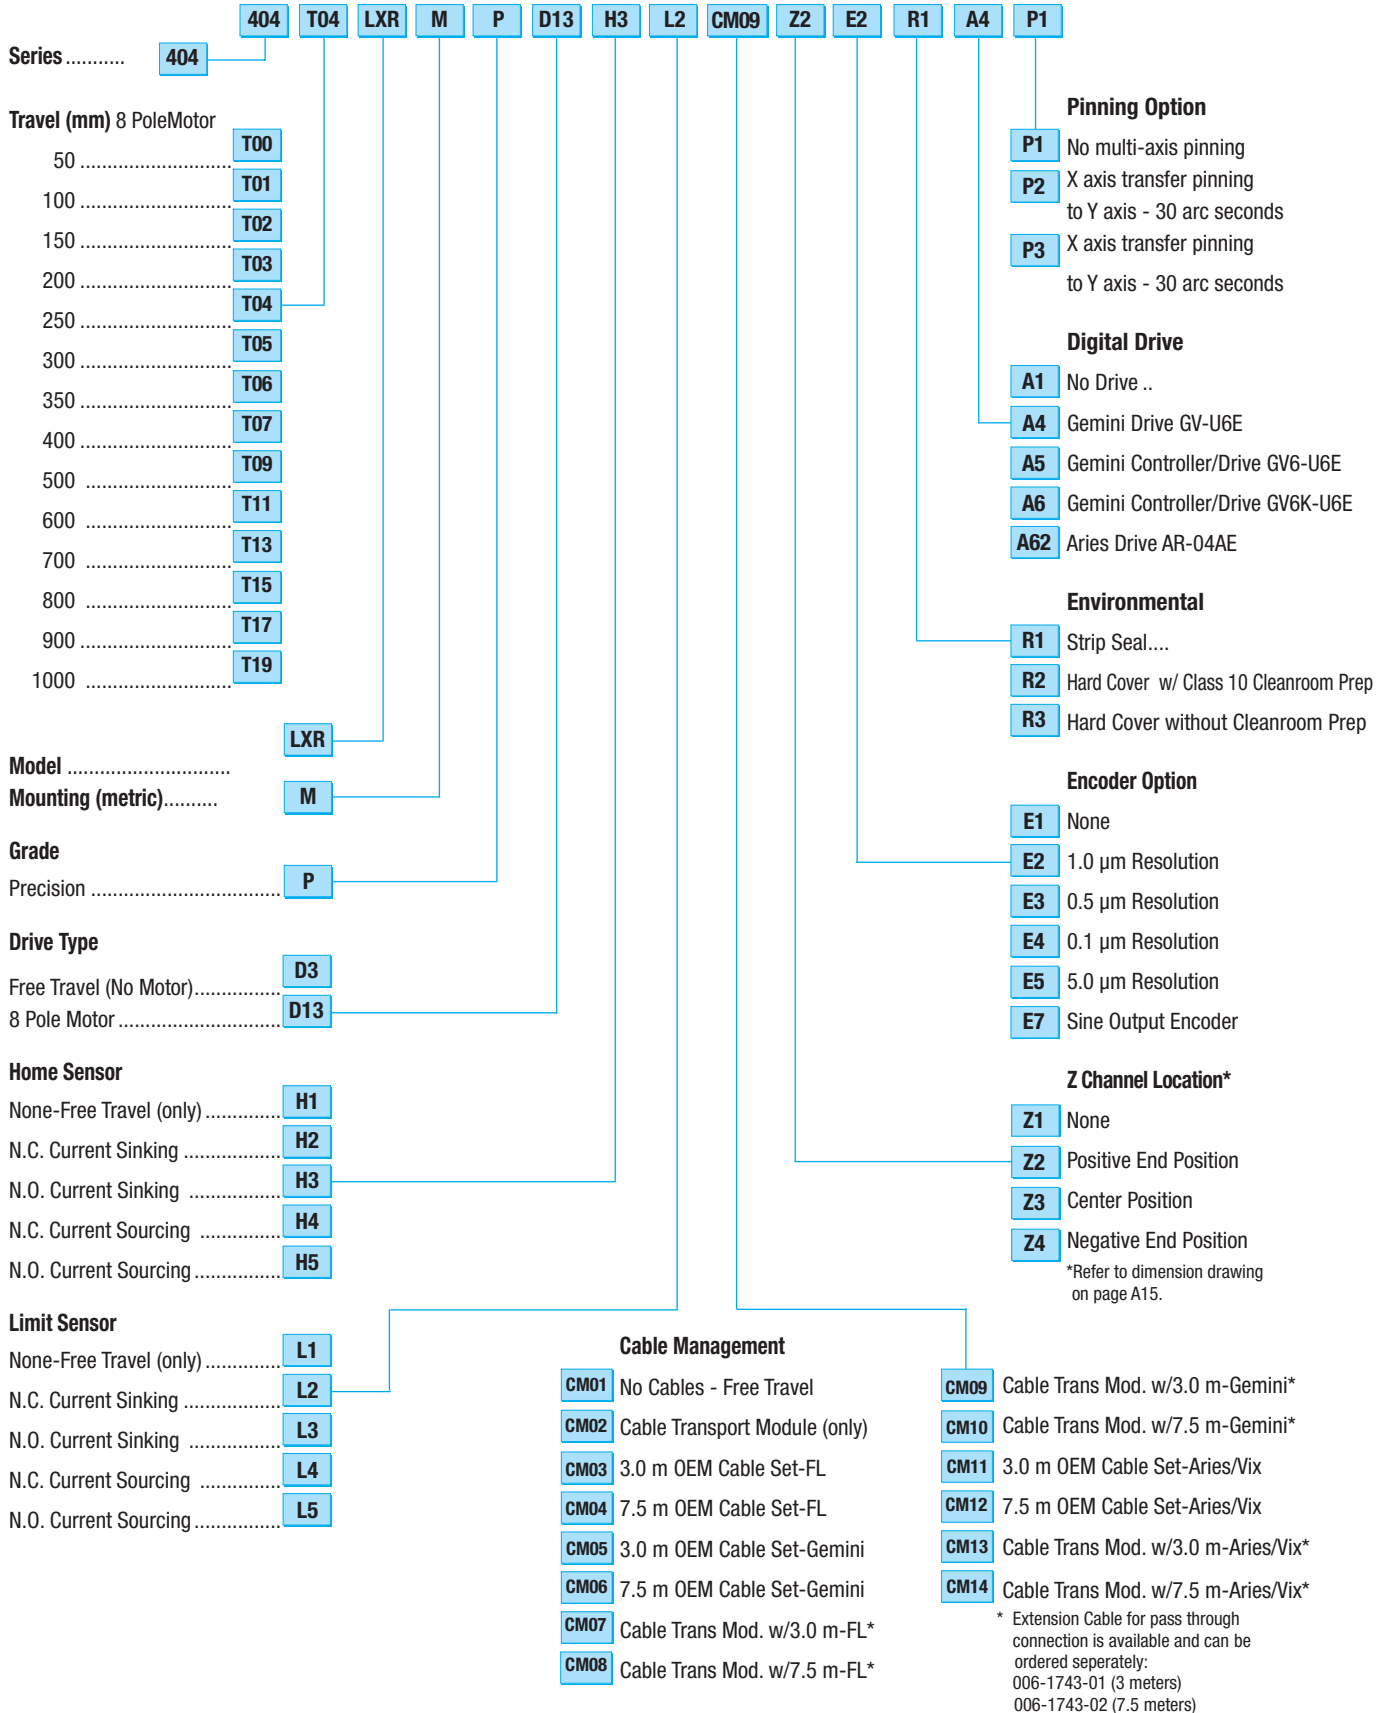 404 T04 LXR M P D13 H3 L2 CM09 Z2 E2 R1 A4 P1
Series ........... 404
Travel (mm) 8 PoleMotor
50 ....................... T00
100 ....................... T01
150 ....................... T02
200 ....................... T03
250 ....................... T04
300 ....................... T05
350 ....................... T06
400 ....................... T07
500 ....................... T09
600 ...................... T11
700 ...................... T13
800 ...................... T15
900 ....................... T17
1000 ...................... T19
LXR
Model ..............................
Mounting (metric).......... M
Grade
Precision ................................... P
Drive Type
Free Travel (No Motor)................ D3
8 Pole Motor .............................. D13
Home Sensor
None-Free Travel (only) .............. H1
N.C. Current Sinking .................. H2
N.O. Current Sinking ................. H3
N.C. Current Sourcing ............... H4
N.O. Current Sourcing ................ H5
Limit Sensor
None-Free Travel (only) .............. L1
N.C. Current Sinking .................. L2
N.O. Current Sinking ................. L3
N.C. Current Sourcing ............... L4
N.O. Current Sourcing ................ L5
Cable Management
CM01 No Cables - Free Travel
CM02 Cable Transport Module (only)
CM03 3.0 m OEM Cable Set-FL
CM04 7.5 m OEM Cable Set-FL
CM05 3.0 m OEM Cable Set-Gemini
CM06 7.5 m OEM Cable Set-Gemini
CM07 Cable Trans Mod. w/3.0 m-FL*
CM08 Cable Trans Mod. w/7.5 m-FL*
CM09 Cable Trans Mod. w/3.0 m-Gemini*
CM10 Cable Trans Mod. w/7.5 m-Gemini*
CM11 3.0 m OEM Cable Set-Aries/Vix
CM12 7.5 m OEM Cable Set-Aries/Vix
CM13 Cable Trans Mod. w/3.0 m-Aries/Vix*
CM14 Cable Trans Mod. w/7.5 m-Aries/Vix*
* Extension Cable for pass through
connection is available and can be
ordered seperately:
006-1743-01 (3 meters)
006-1743-02 (7.5 meters)
Pinning Option
P1 No multi-axis pinning
P2 X axis transfer pinning
to Y axis - 30 arc seconds
P3 X axis transfer pinning
to Y axis - 30 arc seconds
Digital Drive
A1 No Drive ..
A4 Gemini Drive GV-U6E
A5 Gemini Controller/Drive GV6-U6E
A6 Gemini Controller/Drive GV6K-U6E
A62 Aries Drive AR-04AE
Environmental
R1 Strip Seal....
R2 Hard Cover w/ Class 10 Cleanroom Prep
R3 Hard Cover without Cleanroom Prep
Encoder Option
E1 None
E2 1.0 µm Resolution
E3 0.5 µm Resolution
E4 0.1 µm Resolution
E5 5.0 µm Resolution
E7 Sine Output Encoder
Z Channel Location*
Z1 None
Z2 Positive End Position
Z3 Center Position
Z4 Negative End Position
*Refer to dimension drawing
on page A15.